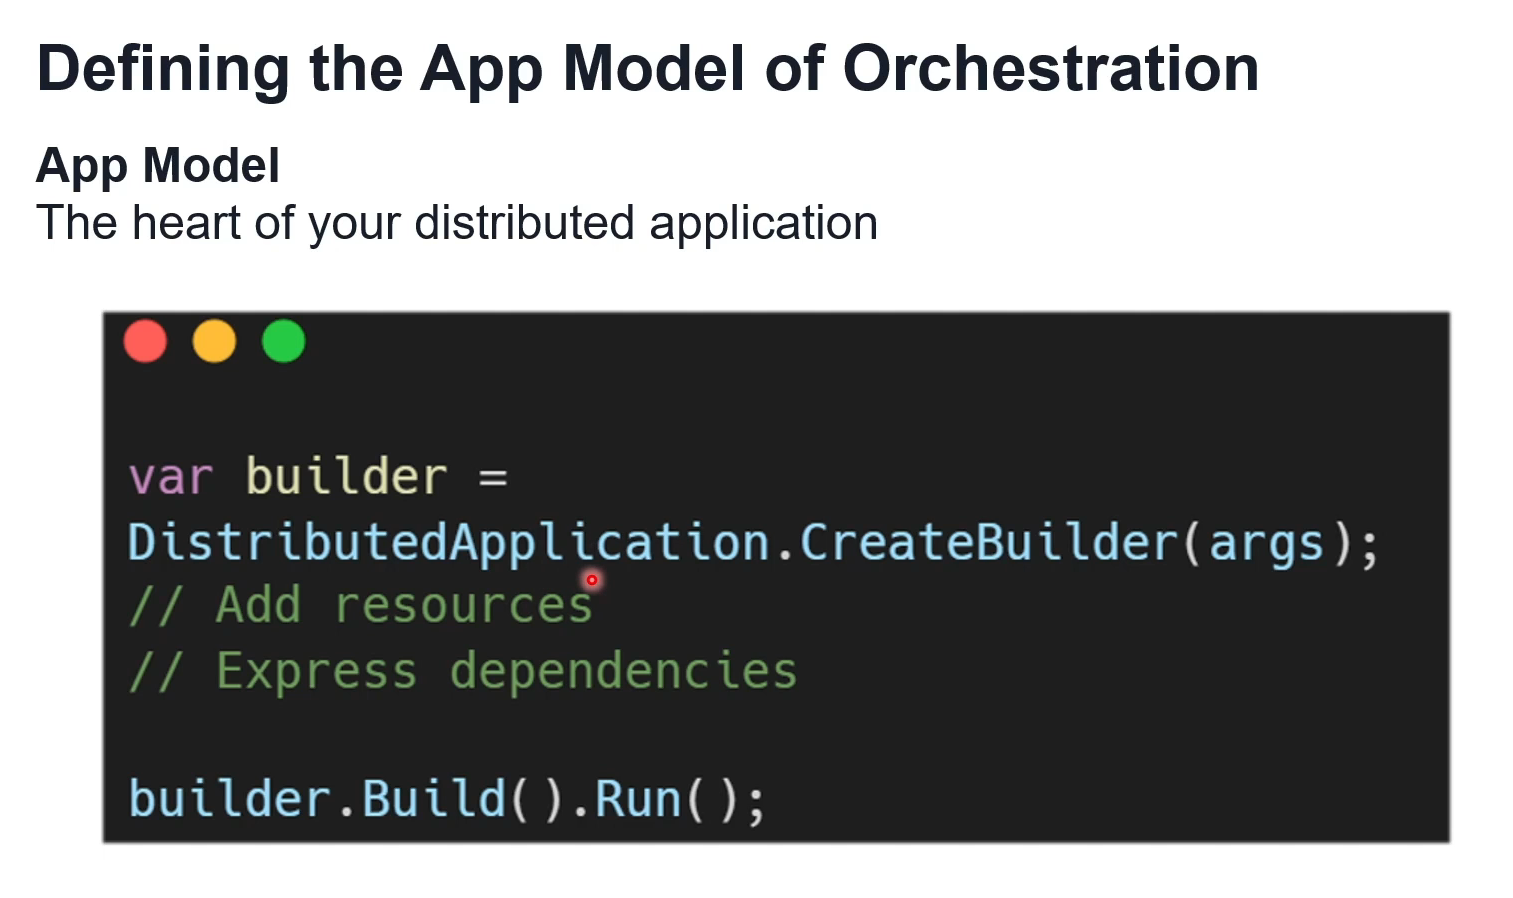 Defining the App Model of Orchestration
App Model
The heart of your distributed application
var builder =
DistributedApplication.CreateBuilder(args);
// Add resources
// Express dependencies
builder.Build().Run();